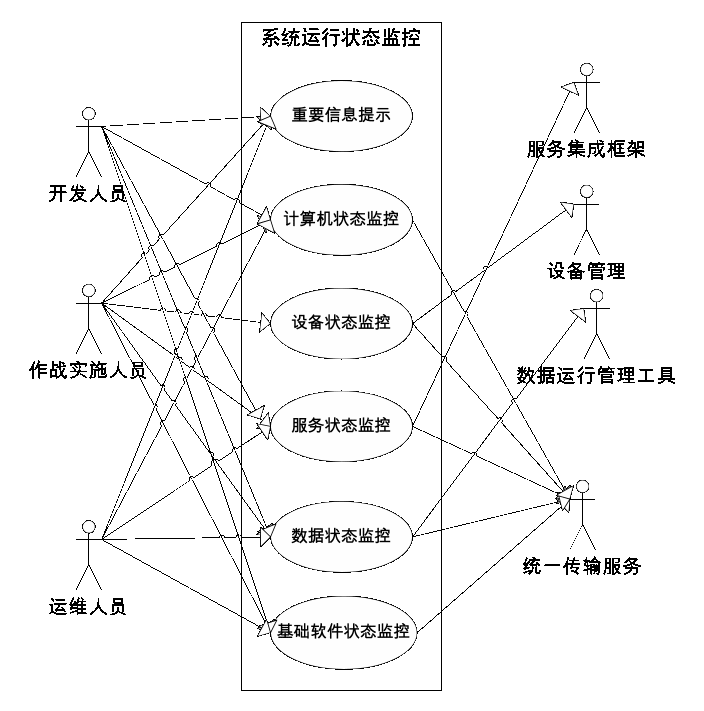 系统运行状态监控
重要信息提示
开发人员
服务集成框架
计算机状态监控
设备管理
设备状态监控
作战实施人员
数据运行管理工具
服务状态监控
数据状态监控
统一传输服务
运维人员
基础软件状态监控